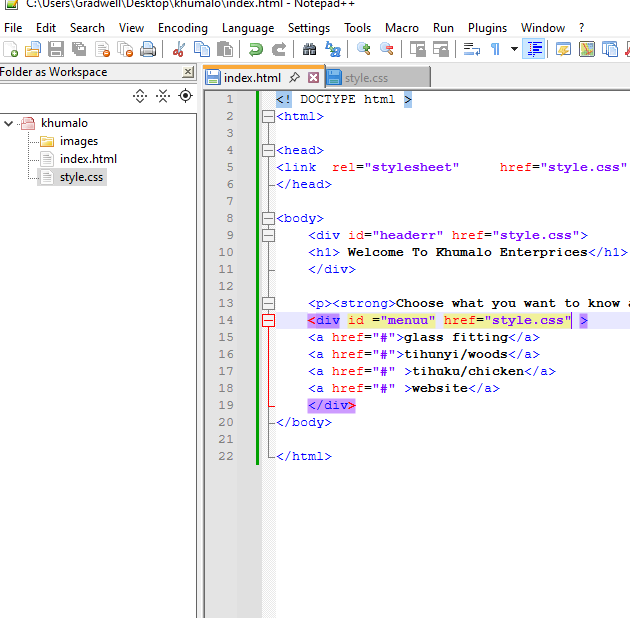 C:\Users\Gradwell\Desktop\khumalo\index.html - Notepad++
File Edit Search View Encoding Language Settings Tools Macro Run Plugins Window ?
Folder as Workspace
index.html
style.css
khumalo
images
index.html
style.css
1 <! DOCTYPE html >
2 <html>
3
4 <head>
5 <link rel="stylesheet" href="style.css"
6 </head>
7
8 <body>
9 <div id="headerr" href="style.css">
10 <h1> Welcome To Khumalo Enterprices</h1>
11 </div>
12
13 <p><strong>Choose what you want to know a
14 <div id ="menuu" href="style.css" >
15 <a href="#">glass fitting</a>
16 <a href="#">tihunyi/woods</a>
17 <a href="#" >tihuku/chicken</a>
18 <a href="#" >website</a>
19 </div>
20 </body>
21
22 </html>